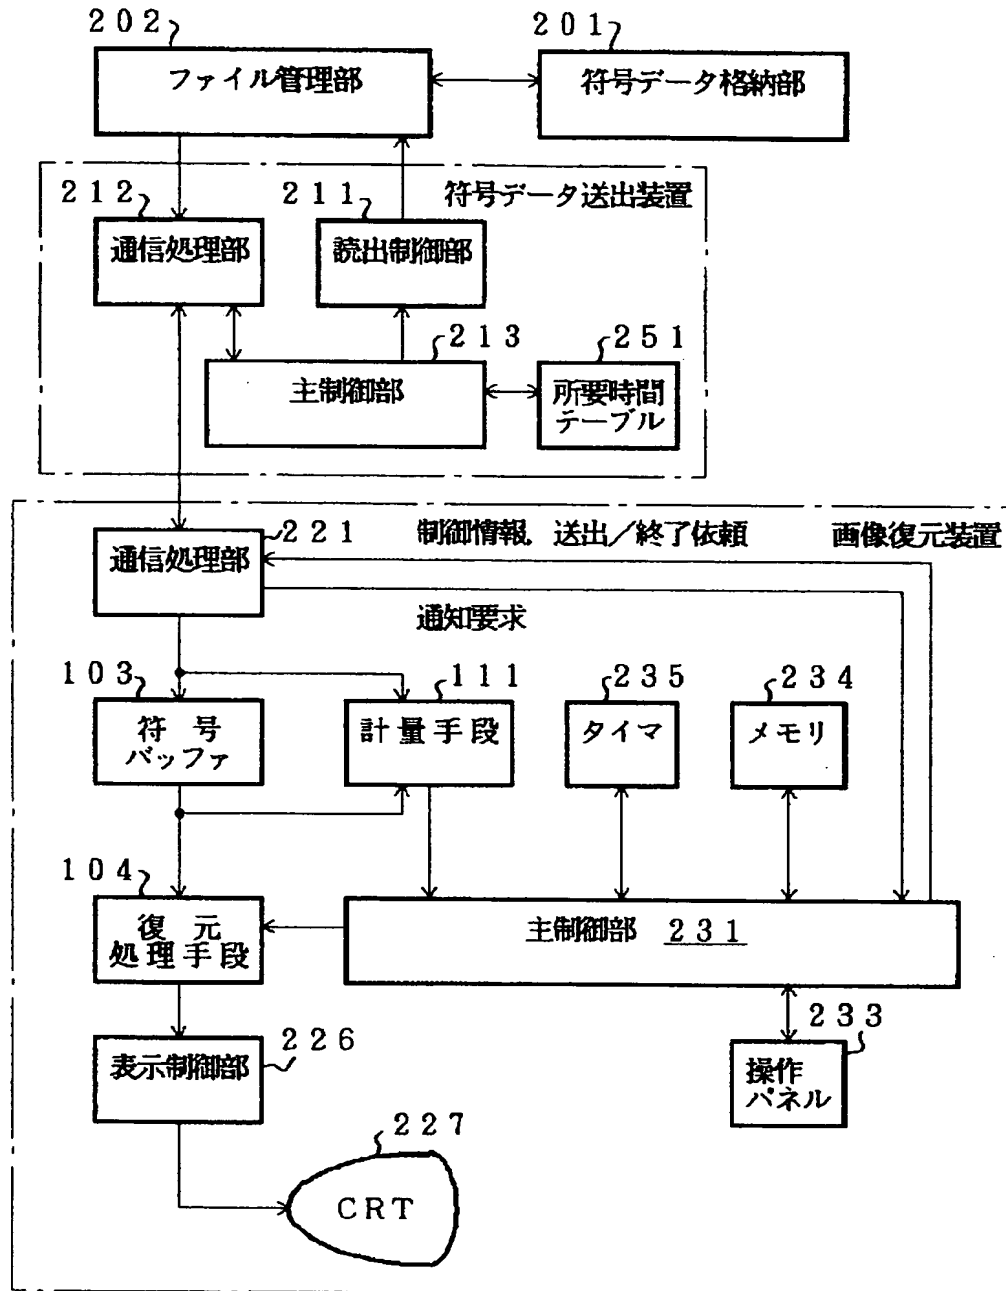 ２０２
２０１
ファイル管理部
符号データ格納部
２１２
２１１
符号データ送出装置
通信処理部
読出制御部
２１３
２５１
主制御部
所要時間
テーブル
２２１
制御情報，送出／終了依頼
画像復元装置
通信処理部
通知要求
１０３
１１１
２３５
２３４
符　号
バッファ
計量手段
タイマ
メモリ
１０４
復　元
処理手段
主制御部　２３１
２２６
２３３
表示制御部
操作
パネル
２２７
ＣＲＴ